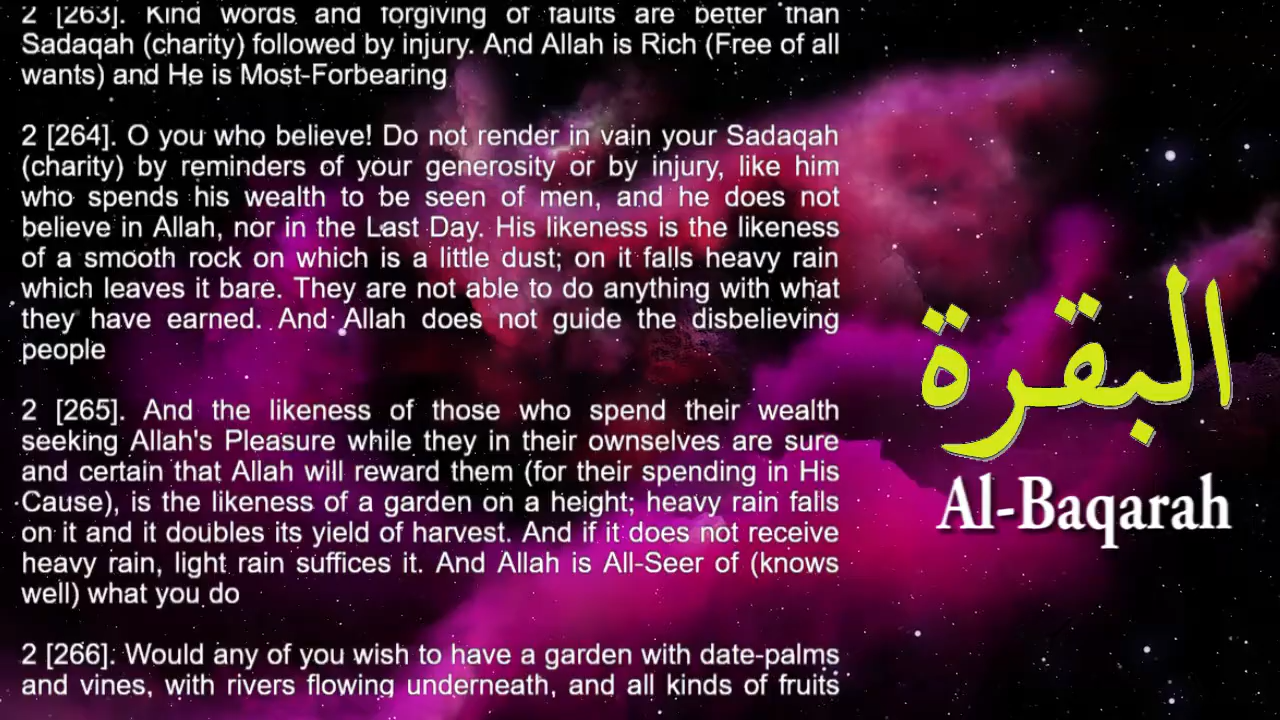 2 [263]. Kind words and forgiving of faults are better than
Sadaqah (charity) followed by injury. And Allah is Rich (Free of all
wants) and He is Most-Forbearing
2 [264]. O you who believe! Do not render in vain your Sadaqah
(charity) by reminders of your generosity or by injury, like him
who spends his wealth to be seen of men, and he does not
believe in Allah, nor in the Last Day. His likeness is the likeness
of a smooth rock on which is a little dust; on it falls heavy rain
which leaves it bare. They are not able to do anything with what
they have earned. And Allah does not guide the disbelieving
people
2 [265]. And the likeness of those who spend their wealth
seeking Allah's Pleasure while they in their ownselves are sure
and certain that Allah will reward them (for their spending in His
Cause), is the likeness of a garden on a height; heavy rain falls
on it and it doubles its yield of harvest. And if it does not receive
heavy rain, light rain suffices it. And Allah is All-Seer of (knows
well) what you do
2 [266]. Would any of you wish to have a garden with date-palms
and vines, with rivers flowing underneath, and all kinds of fruits
البقرة
Al-Baqarah